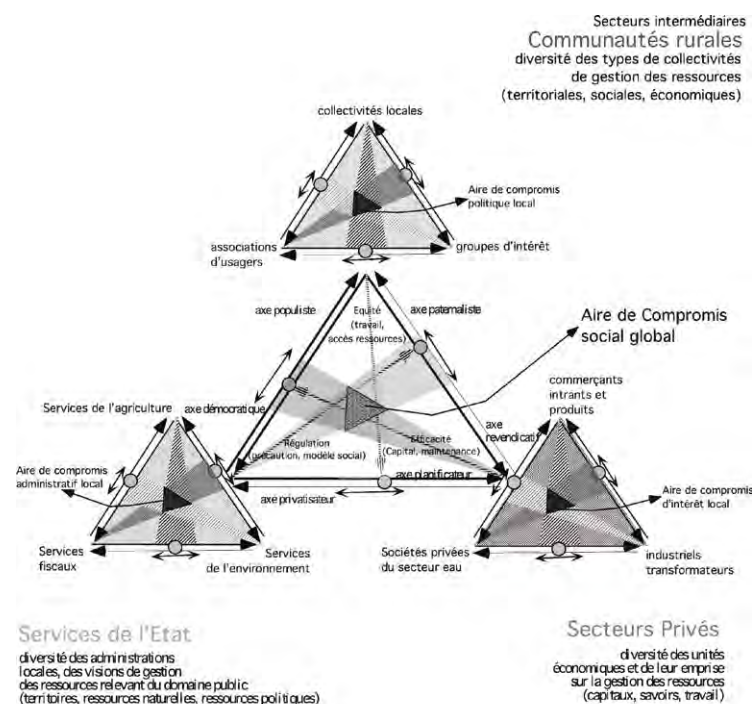 Secteurs intermédiaires
Communautés rurales
diversité des types de collectivités
de gestion des ressources
(territoriales, sociales, économiques)
collectivités locales
Aire de compromis
politique local
associations
d'usagers
groupes d'intérêt
axe populiste
Equité
(travail,
accès ressources)
axe paternaliste
Aire de Compromis
social global
commerçants
intrants et
produits
Services de l'agriculture
axe démocratique
axe
revendicatif
Régulation
(précaution, modèle social)
Efficacité
(Capital, maintenance)
Aire de compromis
administratif local
axe planificateur
axe privatisateur
Aire de compromis
d'intérêt local
Services
fiscaux
Services
de l'environnement
Sociétés privées
du secteur eau
industriels
transformateurs
Services de l'Etat
diversité des administrations
locales, des visions de gestion
des ressources relevant du domaine public
(territoires, ressources naturelles, ressources politiques)
Secteurs Privés
diversité des unités
économiques et de leur emprise
sur la gestion des ressources
(capitaux, savoirs, travail)